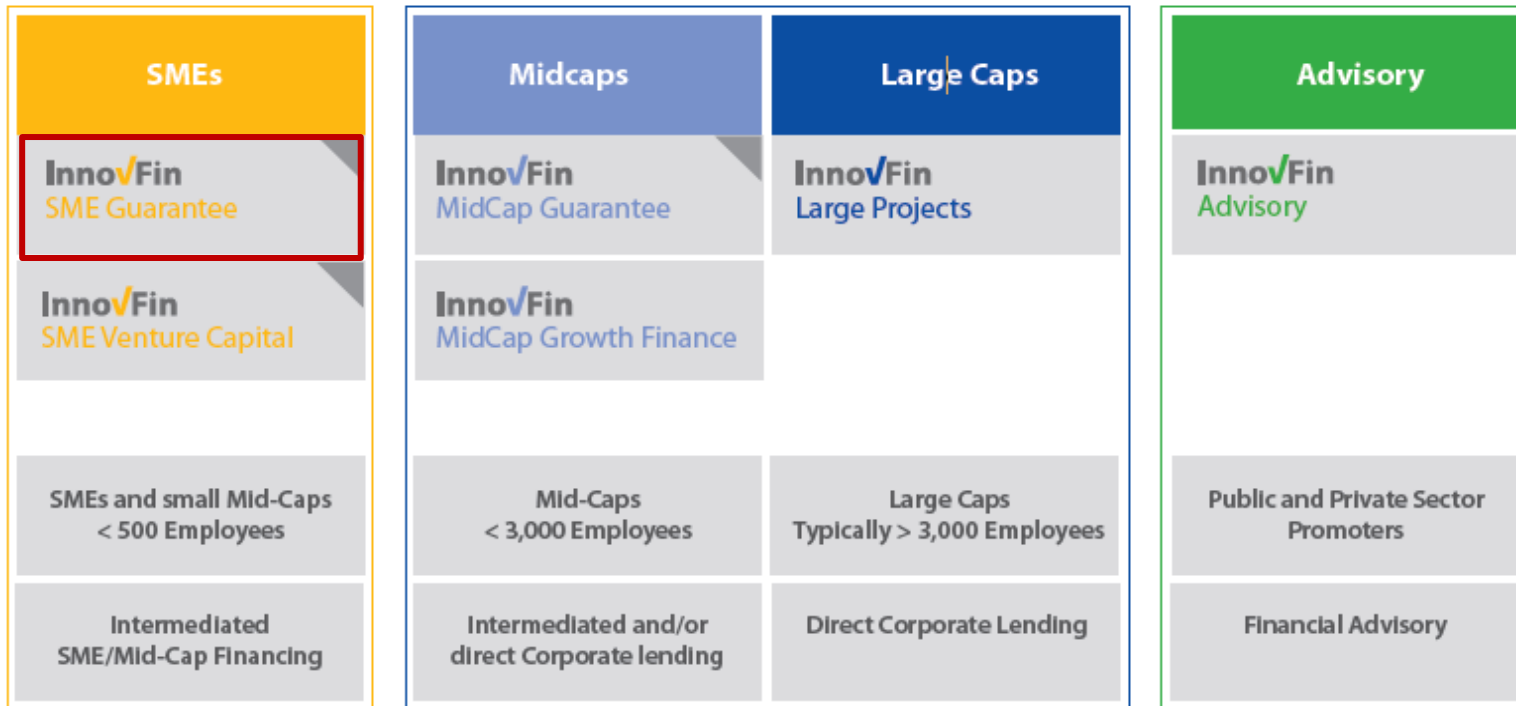 SMEs
Midcaps
Large Caps
Advisory
InnovFin
SME Guarantee
InnovFin
MidCap Guarantee
InnovFin
Large Projects
InnovFin
Advisory
InnovFin
SME Venture Capital
InnovFin
MidCap Growth Finance
SMEs and small Mid-Caps
< 500 Employees
Mid-Caps
< 3,000 Employees
Large Caps
Typically > 3,000 Employees
Public and Private Sector
Promoters
Intermediated
SME/Mid-Cap Financing
Intermediated and/or
direct Corporate lending
Direct Corporate Lending
Financial Advisory